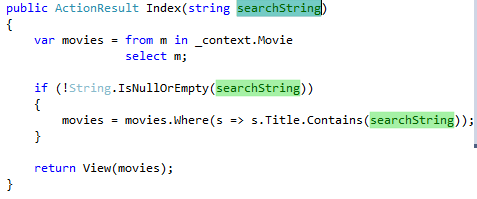 public ActionResult Index(string searchString)
{
    var movies = from m in _context.Movie
                 select m;

    if (!String.IsNullOrEmpty(searchString))
    {
        movies = movies.Where(s => s.Title.Contains(searchString));
    }

    return View(movies);
}